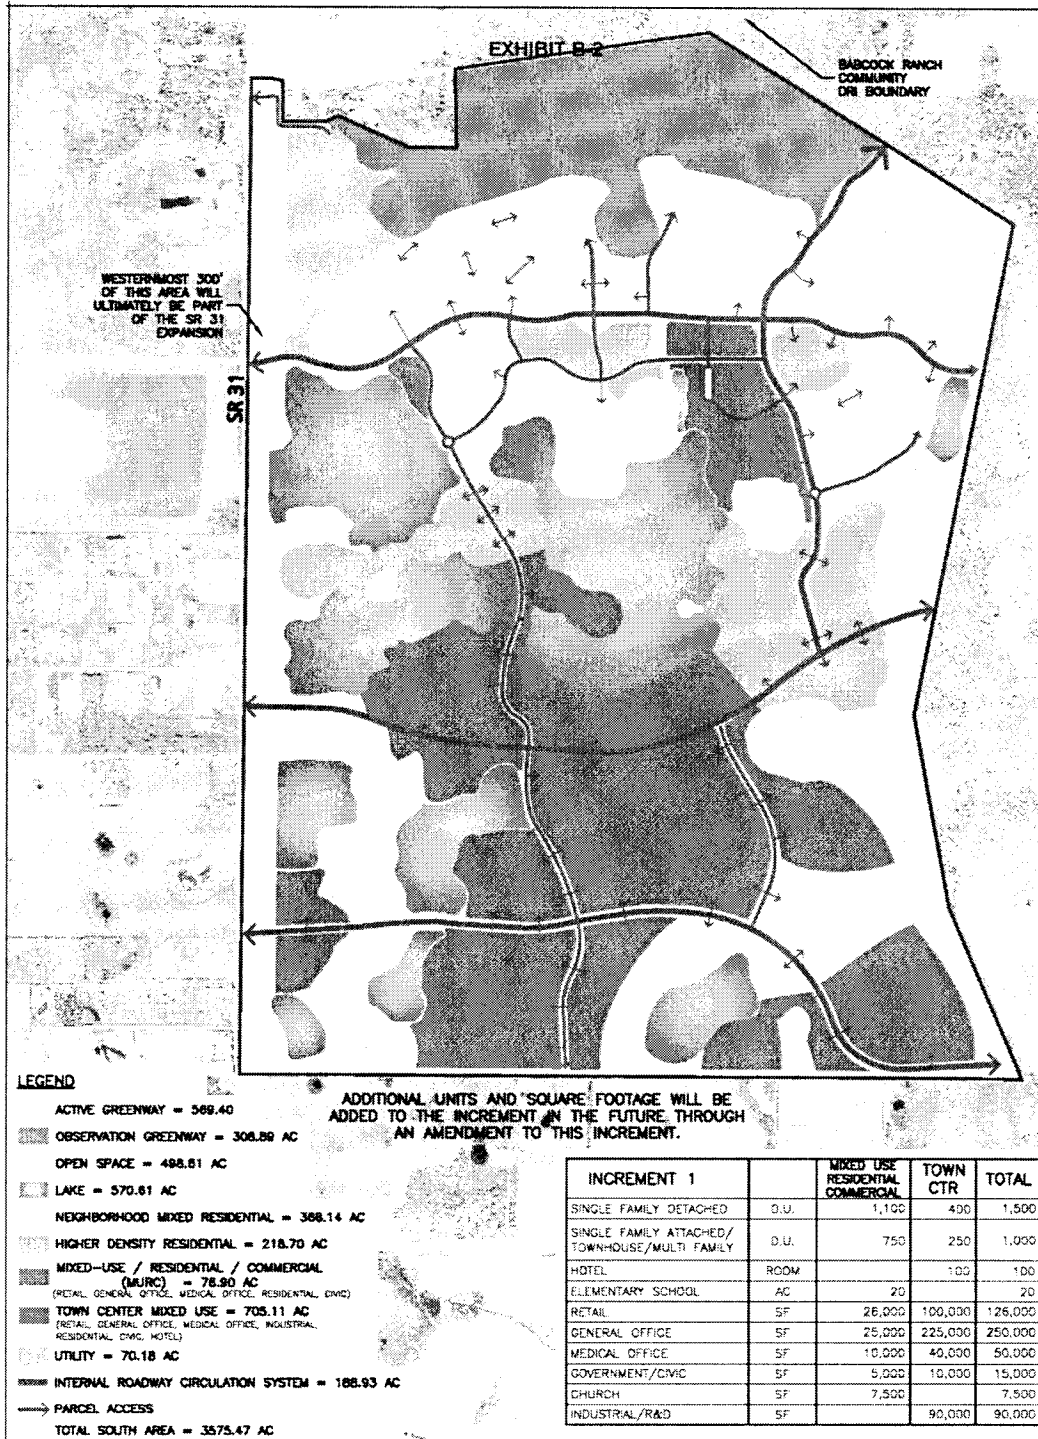 EXHIBIT B-2
BABCOCK RANCH
COMMUNITY
DRI BOUNDARY
WESTERNMOST 300'
OF THIS AREA WILL
ULTIMATELY BE PART
OF THE SR 31
EXPANSION
SR 31
LEGEND
ACTIVE GREENWAY = 569.40
OBSERVATION GREENWAY = 306.89 AC
OPEN SPACE = 498.61 AC
LAKE = 570.61 AC
NEIGHBORHOOD MIXED RESIDENTIAL = 368.14 AC
HIGHER DENSITY RESIDENTIAL = 218.70 AC
MIXED-USE / RESIDENTIAL / COMMERCIAL
(MURC) = 78.90 AC
(RETAIL, GENERAL OFFICE, MEDICAL OFFICE, RESIDENTIAL, CIVIC)
TOWN CENTER MIXED USE = 705.11 AC
(RETAIL, GENERAL OFFICE, MEDICAL OFFICE, INDUSTRIAL,
RESIDENTIAL, CIVIC, HOTEL)
UTILITY = 70.18 AC
INTERNAL ROADWAY CIRCULATION SYSTEM = 188.93 AC
PARCEL ACCESS
TOTAL SOUTH AREA = 3575.47 AC
ADDITIONAL UNITS AND SQUARE FOOTAGE WILL BE
ADDED TO THE INCREMENT IN THE FUTURE THROUGH
AN AMENDMENT TO THIS INCREMENT.
INCREMENT 1 MIXED USE RESIDENTIAL COMMERCIAL TOWN CTR TOTAL
SINGLE FAMILY DETACHED D.U. 1,100 400 1,500
SINGLE FAMILY ATTACHED/
TOWNHOUSE/MULTI FAMILY D.U. 750 250 1,000
HOTEL ROOM 100 100
ELEMENTARY SCHOOL AC 20 20
RETAIL SF 26,000 100,000 126,000
GENERAL OFFICE SF 25,000 225,000 250,000
MEDICAL OFFICE SF 10,000 40,000 50,000
GOVERNMENT/CIVIC SF 5,000 10,000 15,000
CHURCH SF 7,500 7,500
INDUSTRIAL/R&D SF 90,000 90,000